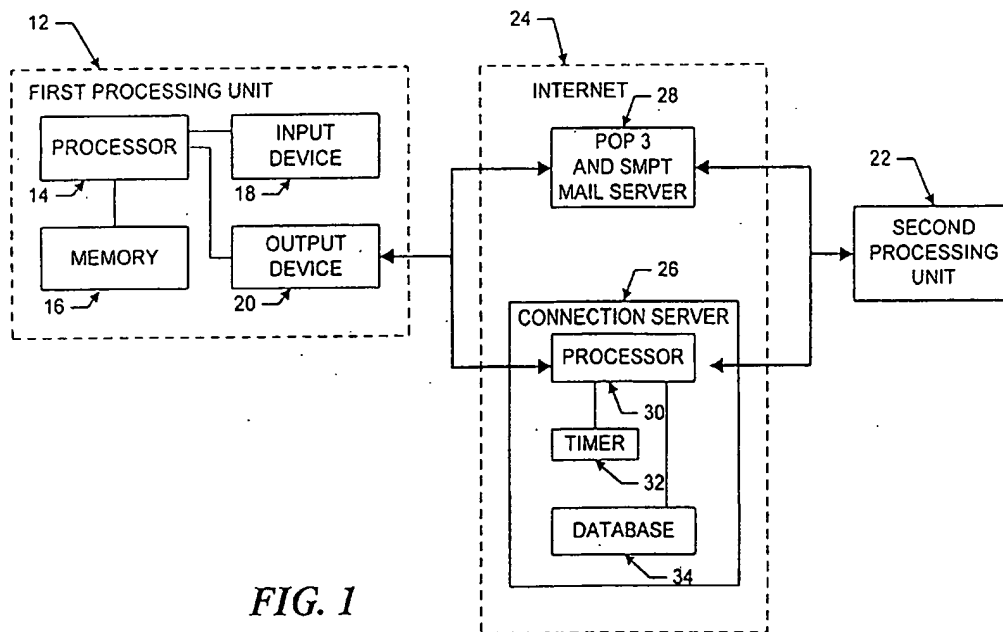 12
FIRST PROCESSING UNIT
PROCESSOR
14
INPUT
DEVICE
18
MEMORY
16
OUTPUT
DEVICE
20
24
INTERNET
28
POP 3
AND SMPT
MAIL SERVER
22
SECOND
PROCESSING
UNIT
26
CONNECTION SERVER
PROCESSOR
30
TIMER
32
DATABASE
34
FIG. 1